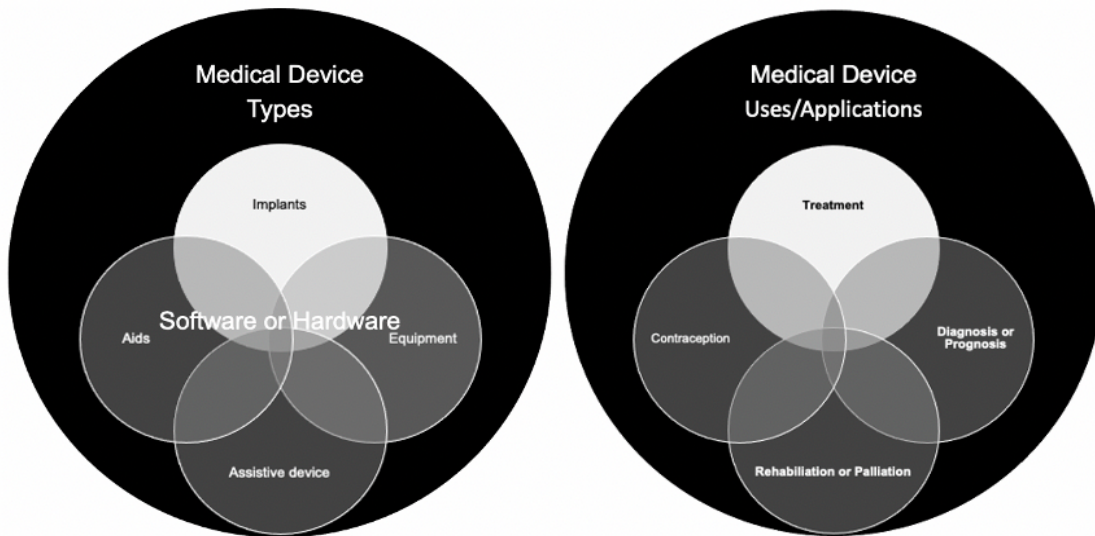 Medical Device
Types
Implants
Software or Hardware
Aids
Equipment
Assistive device
Medical Device
Uses/Applications
Treatment
Contraception
Diagnosis or
Prognosis
Rehabiliation or Palliation